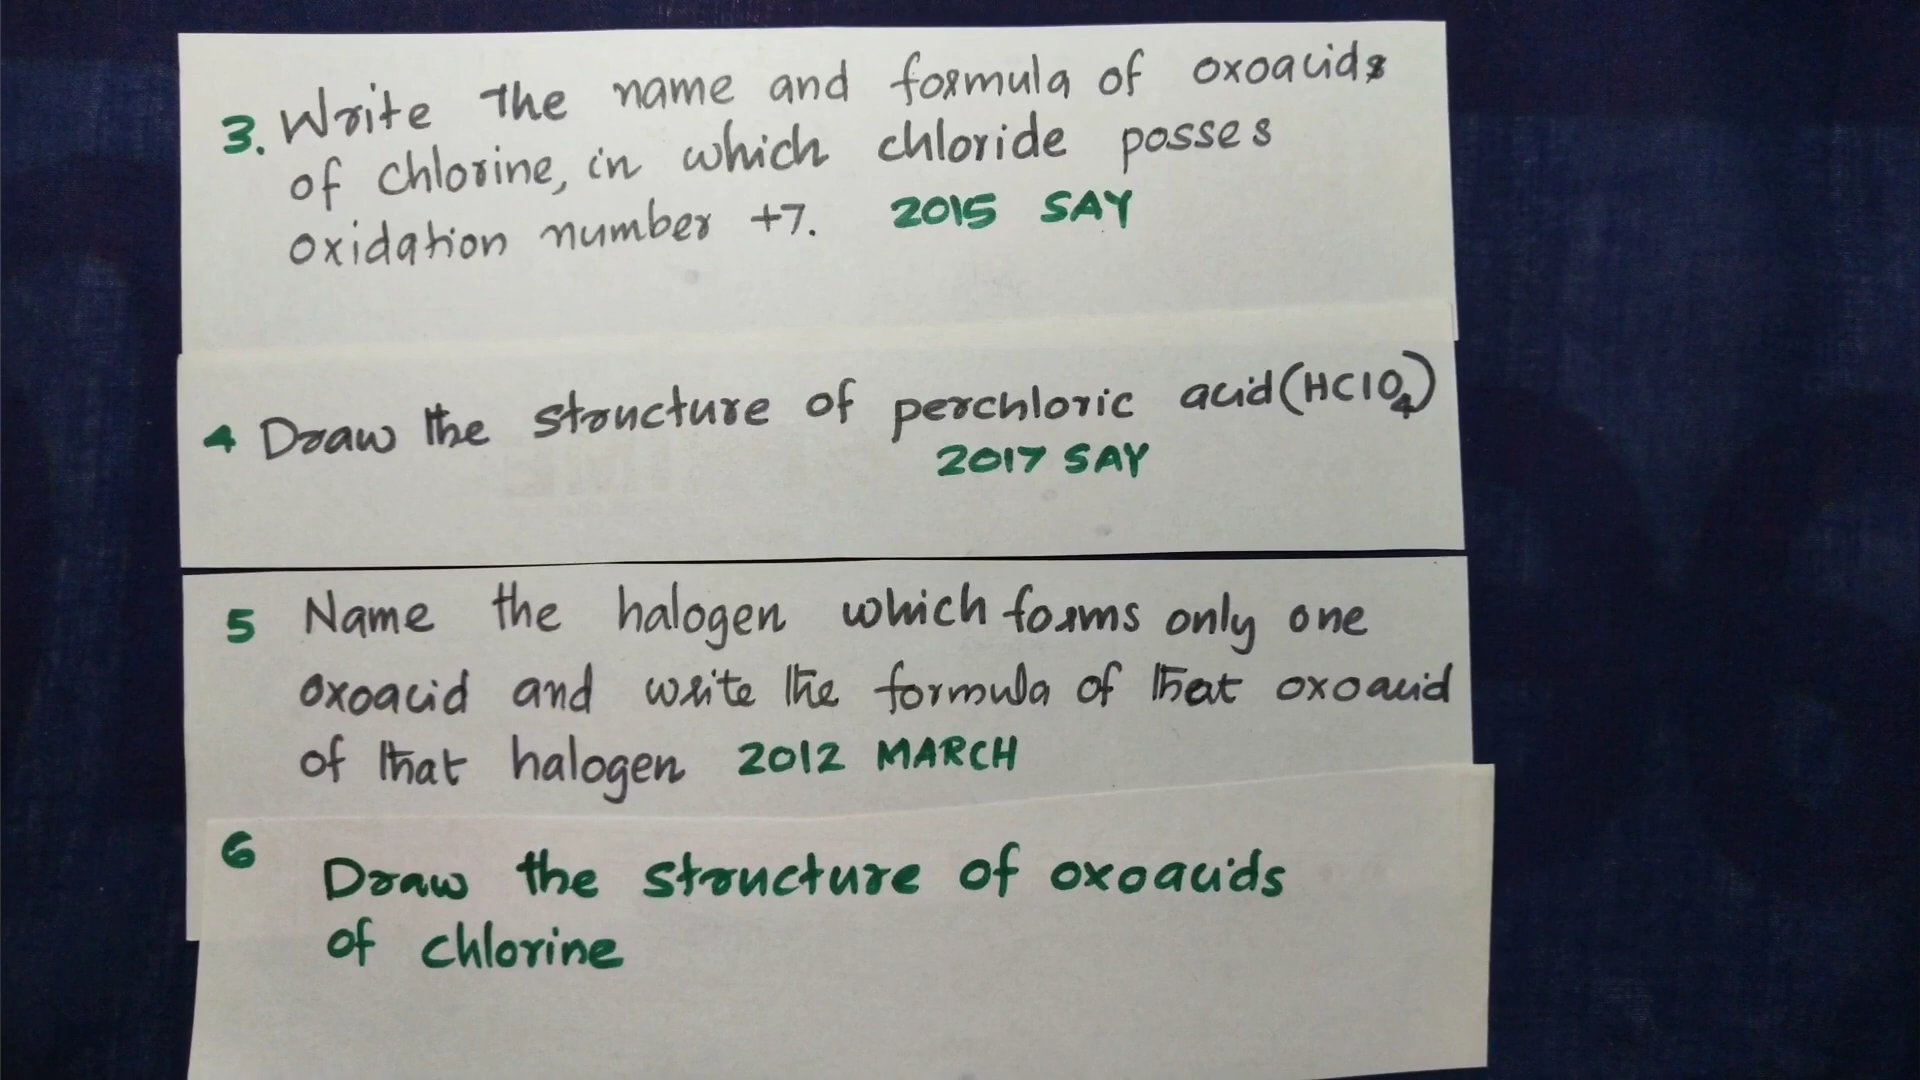 3. Write the name and formula of oxoacids
of chlorine, in which chloride posses
oxidation number +7. 2015 SAY
4 Draw the structure of perchloric acid (HClO4)
2017 SAY
5 Name the halogen which forms only one
oxoacid and write the formula of that oxoacid
of that halogen 2012 MARCH
6 Draw the structure of oxoacids
of chlorine